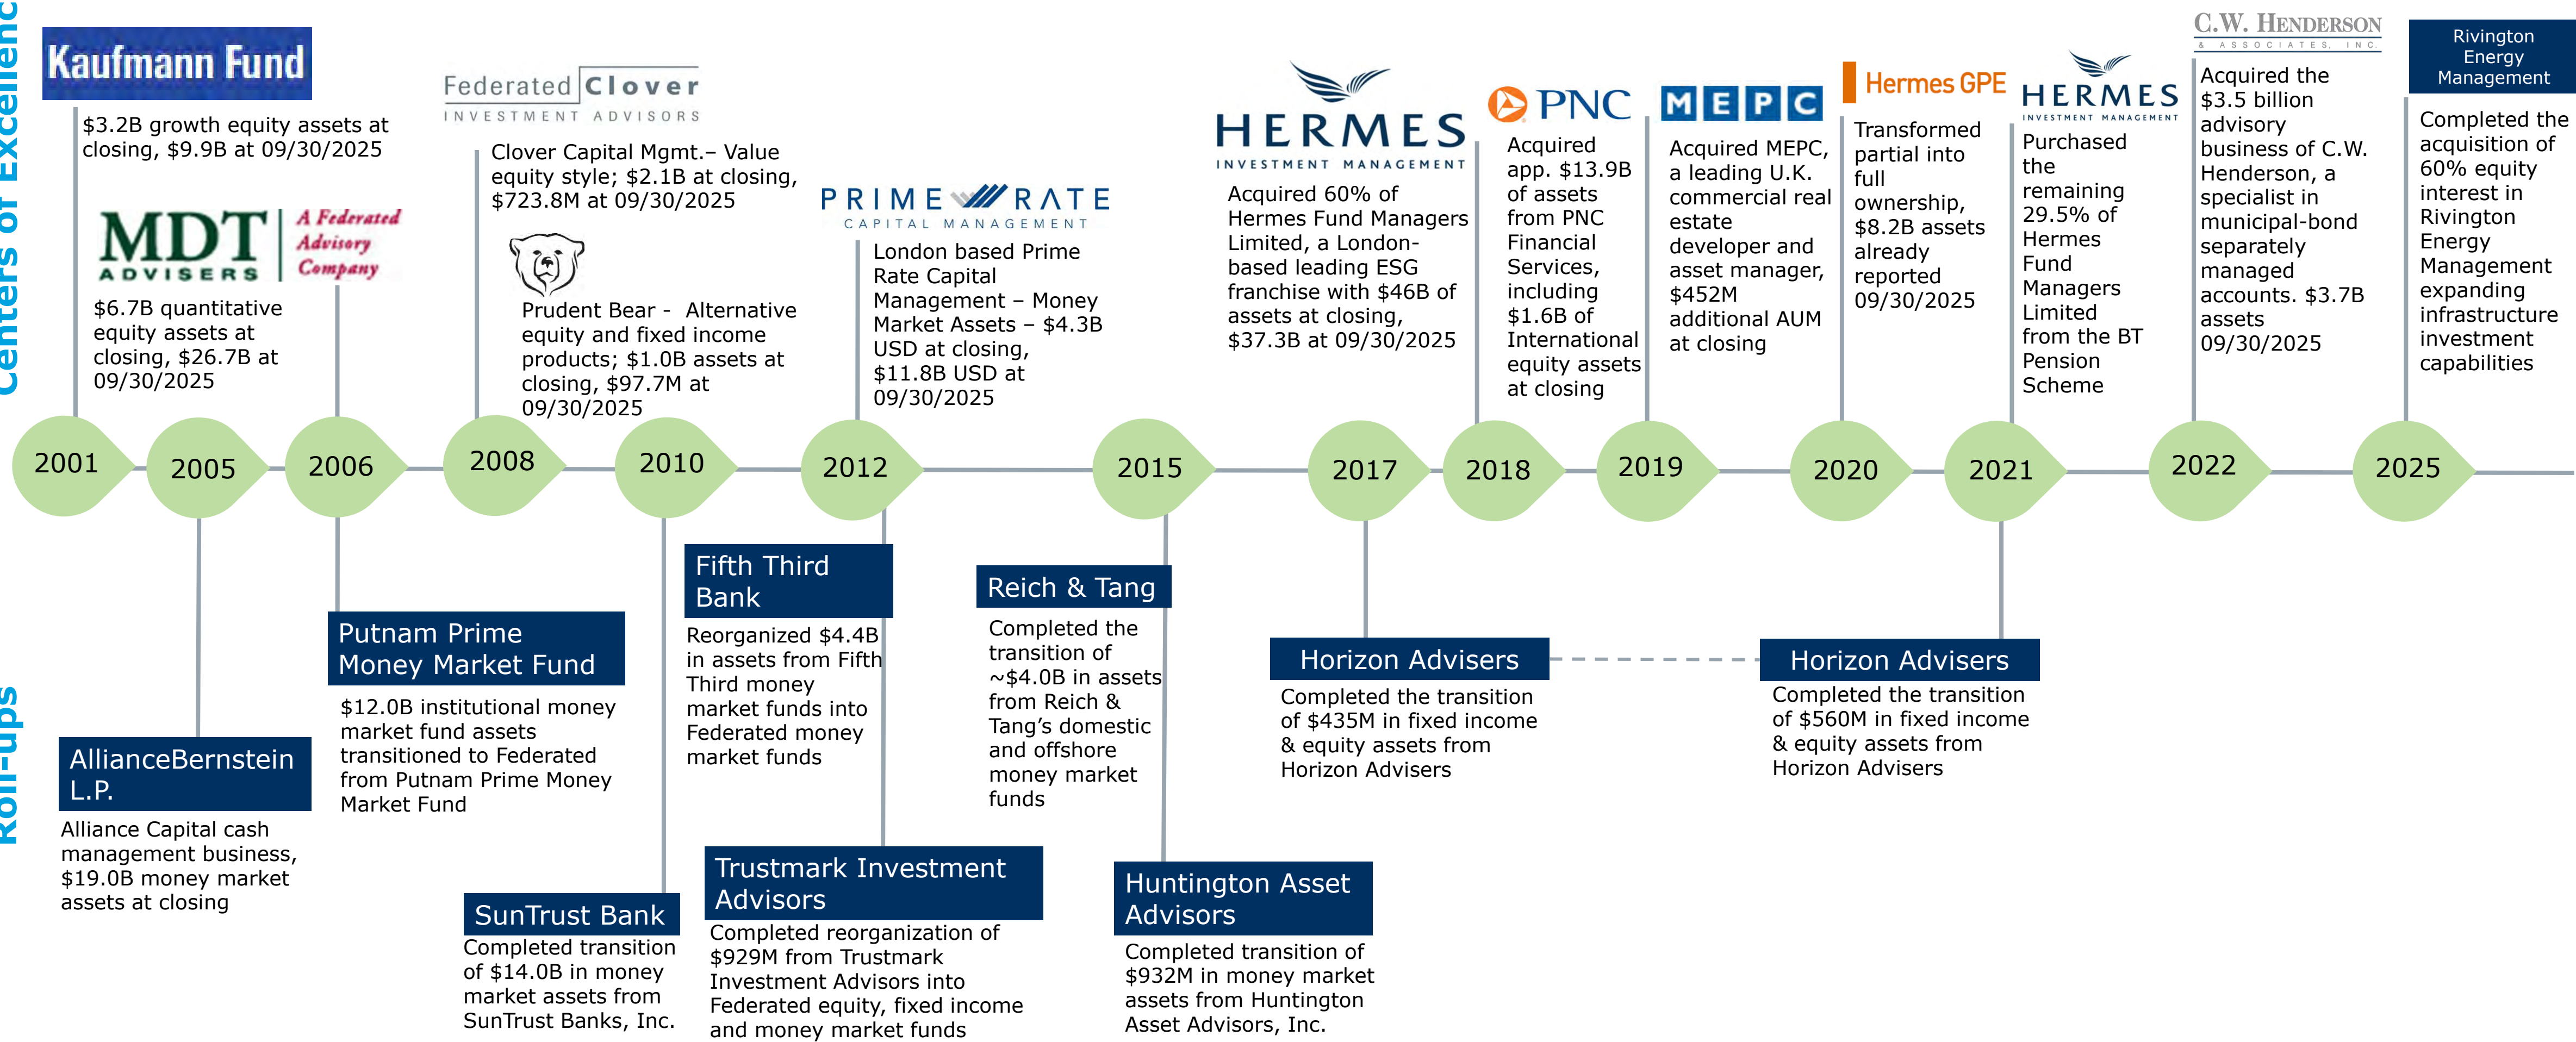 Centers of Excellenc
Kaufmann Fund
$3.2B growth equity assets at
closing, $9.9B at 09/30/2025
MDT
ADVISERS
A Federated
Advisory
Company
$6.7B quantitative
equity assets at
closing, $26.7B at
09/30/2025
Federated Clover
INVESTMENT ADVISORS
Clover Capital Mgmt.– Value
equity style; $2.1B at closing,
$723.8M at 09/30/2025
Prudent Bear - Alternative
equity and fixed income
products; $1.0B assets at
closing, $97.7M at
09/30/2025
PRIME RATE
CAPITAL MANAGEMENT
London based Prime
Rate Capital
Management – Money
Market Assets – $4.3B
USD at closing,
$11.8B USD at
09/30/2025
HERMES
INVESTMENT MANAGEMENT
Acquired 60% of
Hermes Fund Managers
Limited, a London-
based leading ESG
franchise with $46B of
assets at closing,
$37.3B at 09/30/2025
PNC
Acquired
app. $13.9B
of assets
from PNC
Financial
Services,
including
$1.6B of
International
equity assets
at closing
MEPC
Acquired MEPC,
a leading U.K.
commercial real
estate
developer and
asset manager,
$452M
additional AUM
at closing
Hermes GPE
Transformed
partial into
full
ownership,
$8.2B assets
already
reported
09/30/2025
HERMES
INVESTMENT MANAGEMENT
Purchased
the
remaining
29.5% of
Hermes
Fund
Managers
Limited
from the BT
Pension
Scheme
C.W. HENDERSON
& ASSOCIATES, INC.
Acquired the
$3.5 billion
advisory
business of C.W.
Henderson, a
specialist in
municipal-bond
separately
managed
accounts. $3.7B
assets
09/30/2025
Rivington
Energy
Management
Completed the
acquisition of
60% equity
interest in
Rivington
Energy
Management
expanding
infrastructure
investment
capabilities
2001
2005
2006
2008
2010
2012
2015
2017
2018
2019
2020
2021
2022
2025
Roll-ups
AllianceBernstein
L.P.
Alliance Capital cash
management business,
$19.0B money market
assets at closing
Putnam Prime
Money Market Fund
$12.0B institutional money
market fund assets
transitioned to Federated
from Putnam Prime Money
Market Fund
SunTrust Bank
Completed transition
of $14.0B in money
market assets from
SunTrust Banks, Inc.
Fifth Third
Bank
Reorganized $4.4B
in assets from Fifth
Third money
market funds into
Federated money
market funds
Trustmark Investment
Advisors
Completed reorganization of
$929M from Trustmark
Investment Advisors into
Federated equity, fixed income
and money market funds
Reich & Tang
Completed the
transition of
~$4.0B in assets
from Reich &
Tang’s domestic
and offshore
money market
funds
Huntington Asset
Advisors
Completed transition of
$932M in money market
assets from Huntington
Asset Advisors, Inc.
Horizon Advisers
Completed the transition
of $435M in fixed income
& equity assets from
Horizon Advisers
Horizon Advisers
Completed the transition
of $560M in fixed income
& equity assets from
Horizon Advisers